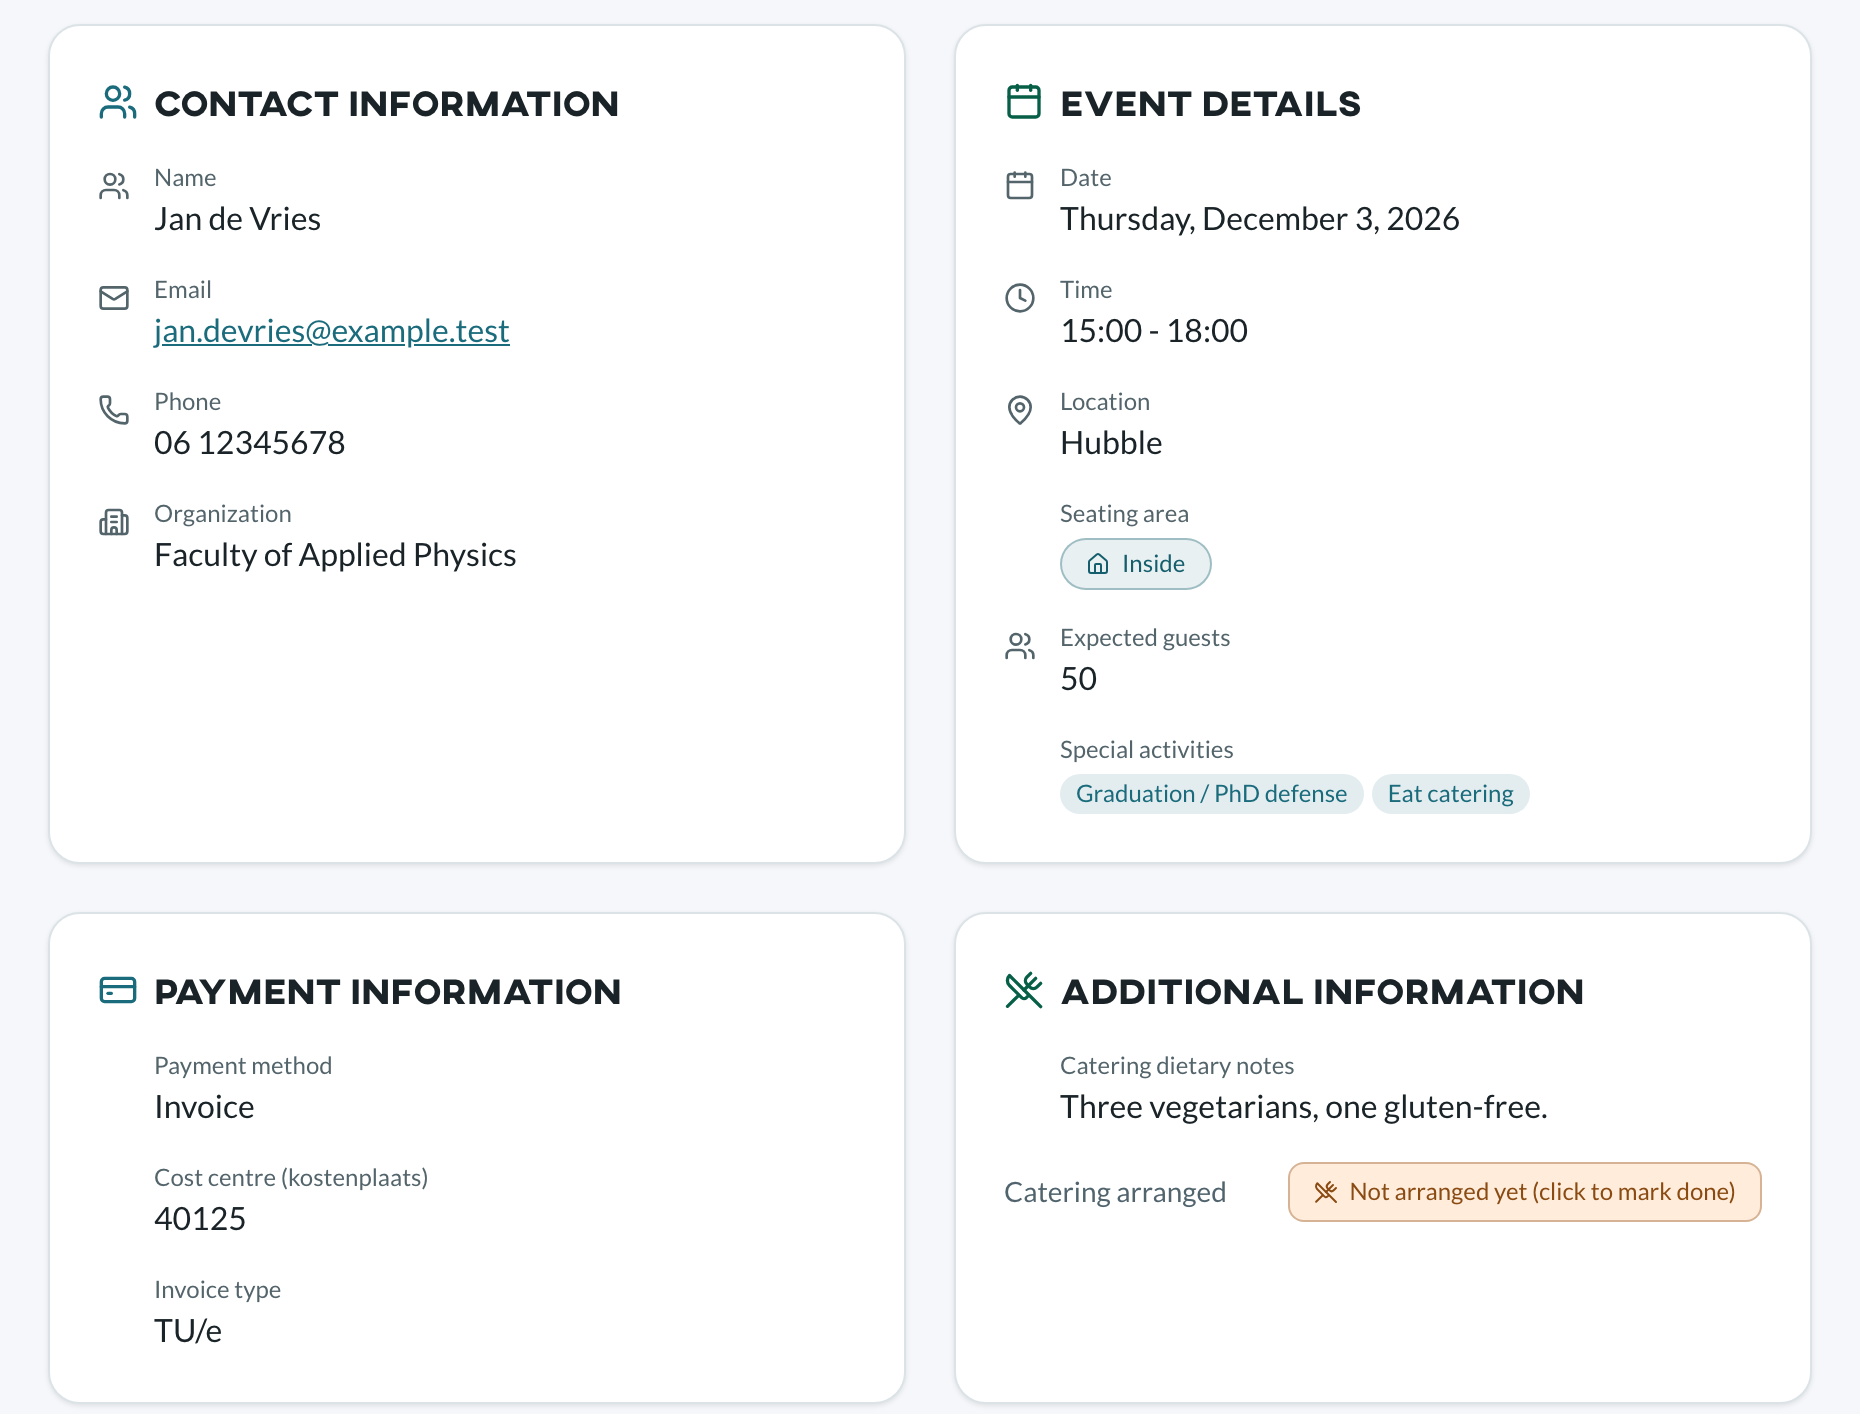 CONTACT INFORMATION
Name
Jan de Vries
Email
jan.devries@example.test
Phone
06 12345678
Organization
Faculty of Applied Physics
EVENT DETAILS
Date
Thursday, December 3, 2026
Time
15:00 - 18:00
Location
Hubble
Seating area
Inside
Expected guests
50
Special activities
Graduation / PhD defense Eat catering
PAYMENT INFORMATION
Payment method
Invoice
Cost centre (kostenplaats)
40125
Invoice type
TU/e
ADDITIONAL INFORMATION
Catering dietary notes
Three vegetarians, one gluten-free.
Catering arranged Not arranged yet (click to mark done)